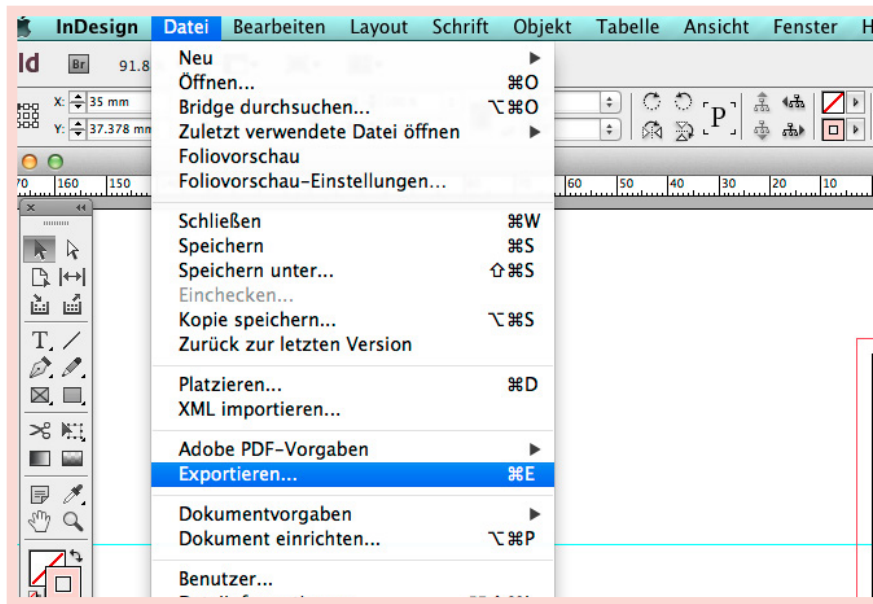 InDesign Datei Bearbeiten Layout Schrift Objekt Tabelle Ansicht Fenster H
Id Br 91.8
X: 35 mm
Y: 37.378 mm
P
70 160 150 60 50 40 30 20 10
Neu
Öffnen... ⌘O
Bridge durchsuchen... ⌥⌘O
Zuletzt verwendete Datei öffnen
Foliovorschau
Foliovorschau-Einstellungen...
Schließen ⌘W
Speichern ⌘S
Speichern unter... ⇧⌘S
Einchecken...
Kopie speichern... ⌥⌘S
Zurück zur letzten Version
Platzieren... ⌘D
XML importieren...
Adobe PDF-Vorgaben
Exportieren... ⌘E
Dokumentvorgaben
Dokument einrichten... ⌥⌘P
Benutzer...
T